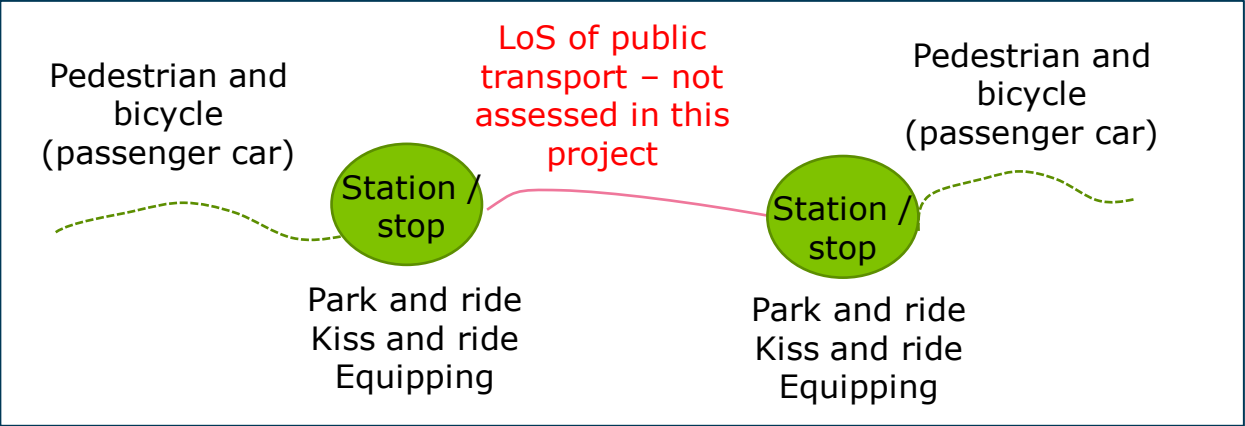 Pedestrian and
bicycle
(passenger car)
LoS of public
transport – not
assessed in this
project
Pedestrian and
bicycle
(passenger car)
Station /
stop
Station /
stop
Park and ride
Kiss and ride
Equipping
Park and ride
Kiss and ride
Equipping